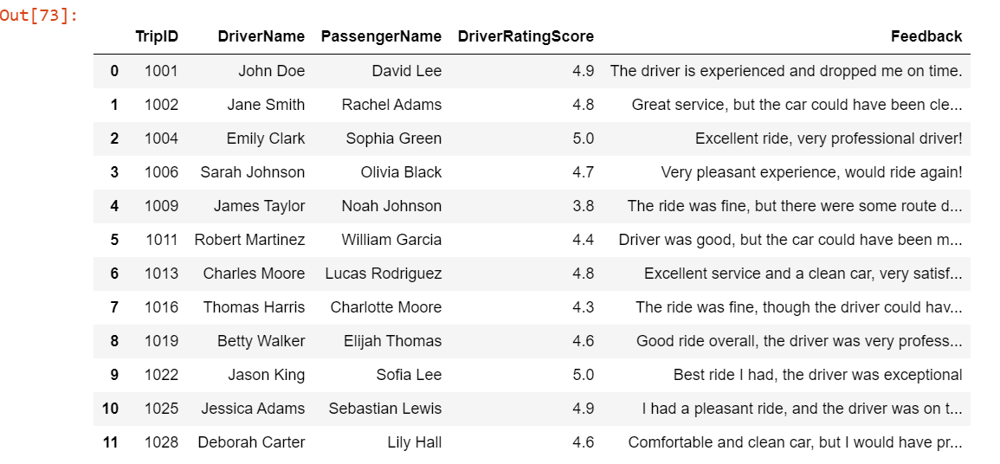 Out[73]:
TripID DriverName PassengerName DriverRatingScore Feedback
0 1001 John Doe David Lee 4.9 The driver is experienced and dropped me on time.
1 1002 Jane Smith Rachel Adams 4.8 Great service, but the car could have been cle...
2 1004 Emily Clark Sophia Green 5.0 Excellent ride, very professional driver!
3 1006 Sarah Johnson Olivia Black 4.7 Very pleasant experience, would ride again!
4 1009 James Taylor Noah Johnson 3.8 The ride was fine, but there were some route d...
5 1011 Robert Martinez William Garcia 4.4 Driver was good, but the car could have been m...
6 1013 Charles Moore Lucas Rodriguez 4.8 Excellent service and a clean car, very satisf...
7 1016 Thomas Harris Charlotte Moore 4.3 The ride was fine, though the driver could hav...
8 1019 Betty Walker Elijah Thomas 4.6 Good ride overall, the driver was very profess...
9 1022 Jason King Sofia Lee 5.0 Best ride I had, the driver was exceptional
10 1025 Jessica Adams Sebastian Lewis 4.9 I had a pleasant ride, and the driver was on t...
11 1028 Deborah Carter Lily Hall 4.6 Comfortable and clean car, but I would have pr...